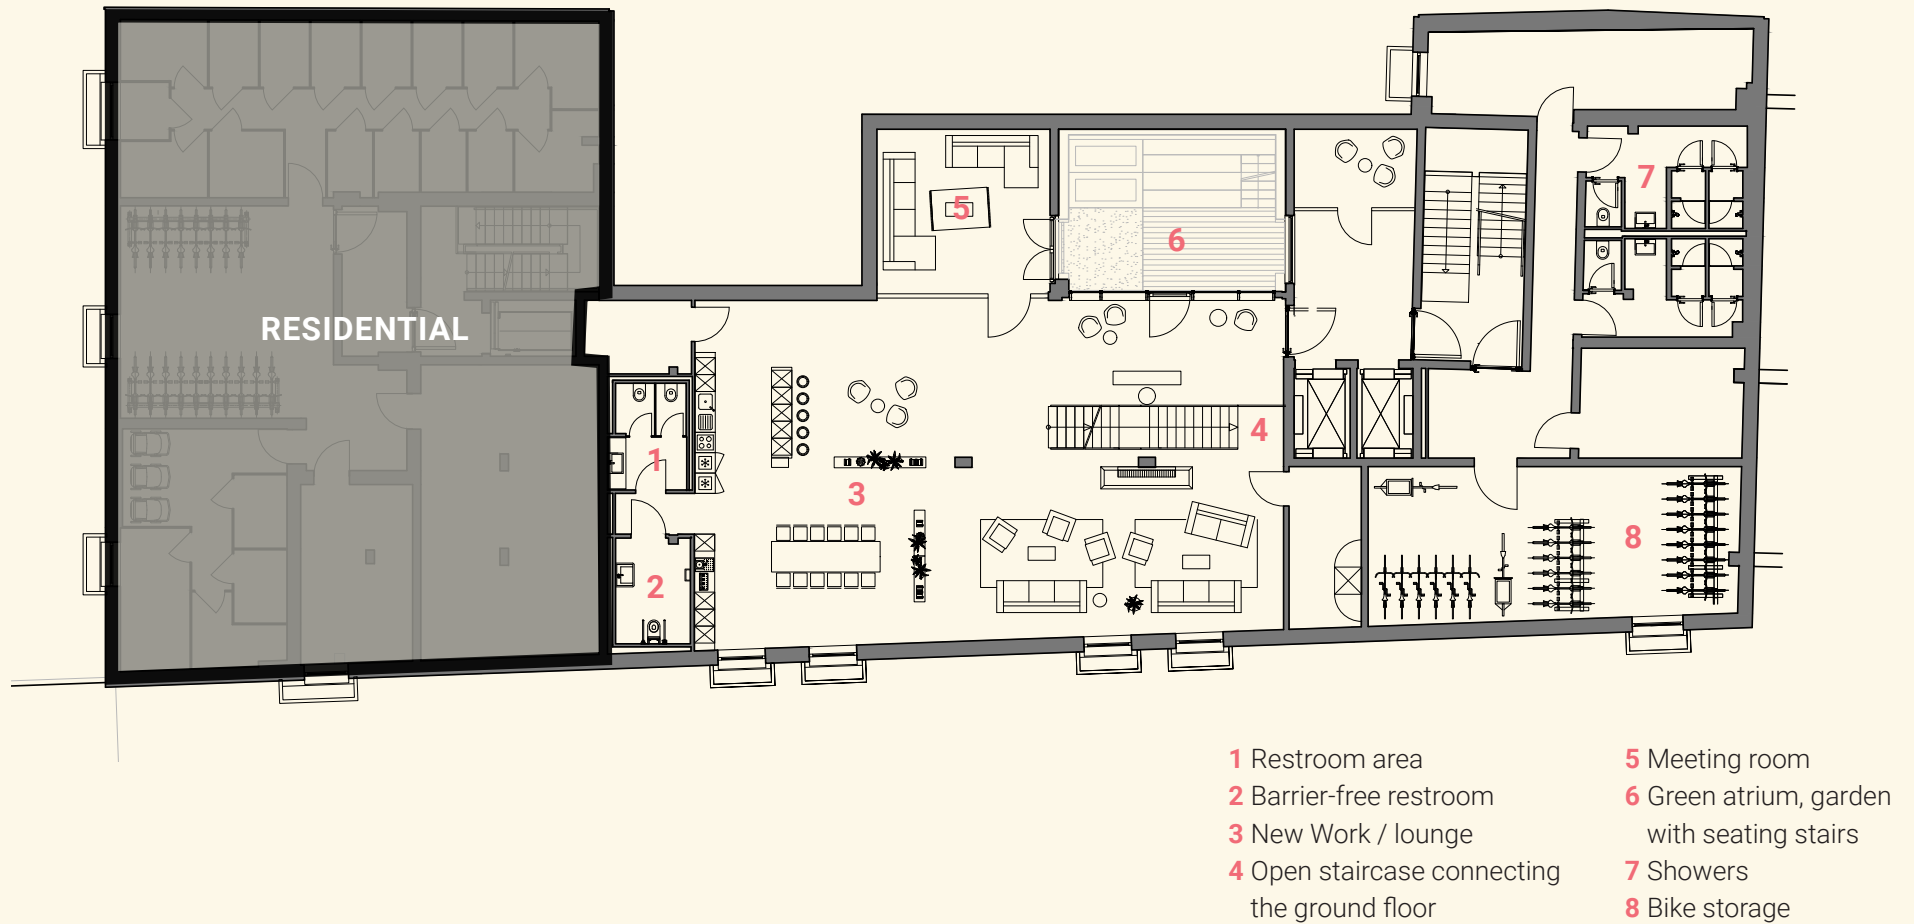 5
7
6
RESIDENTIAL
4
1
3
8
2
1 Restroom area
2 Barrier-free restroom
3 New Work / lounge
4 Open staircase connecting
the ground floor
5 Meeting room
6 Green atrium, garden
with seating stairs
7 Showers
8 Bike storage